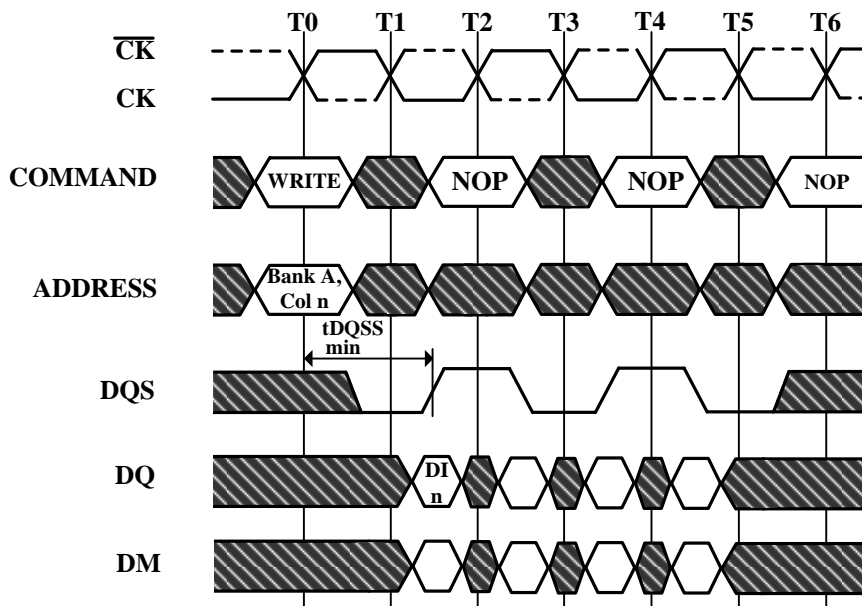 T0 T1 T2 T3 T4 T5 T6
CK
CK
COMMAND WRITE NOP NOP NOP
ADDRESS Bank A,
Col n
tDQSS
min
DQS
DQ DI
n
DM